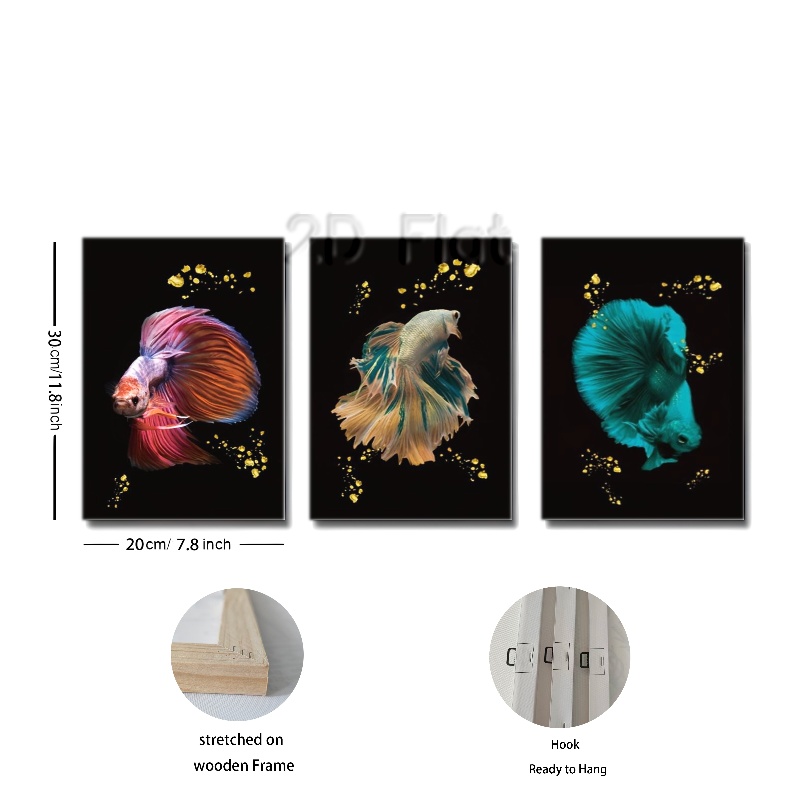 2D Flat
30cm/11.8inch
20cm/ 7.8 inch
stretched on
wooden Frame
Hook
Ready to Hang